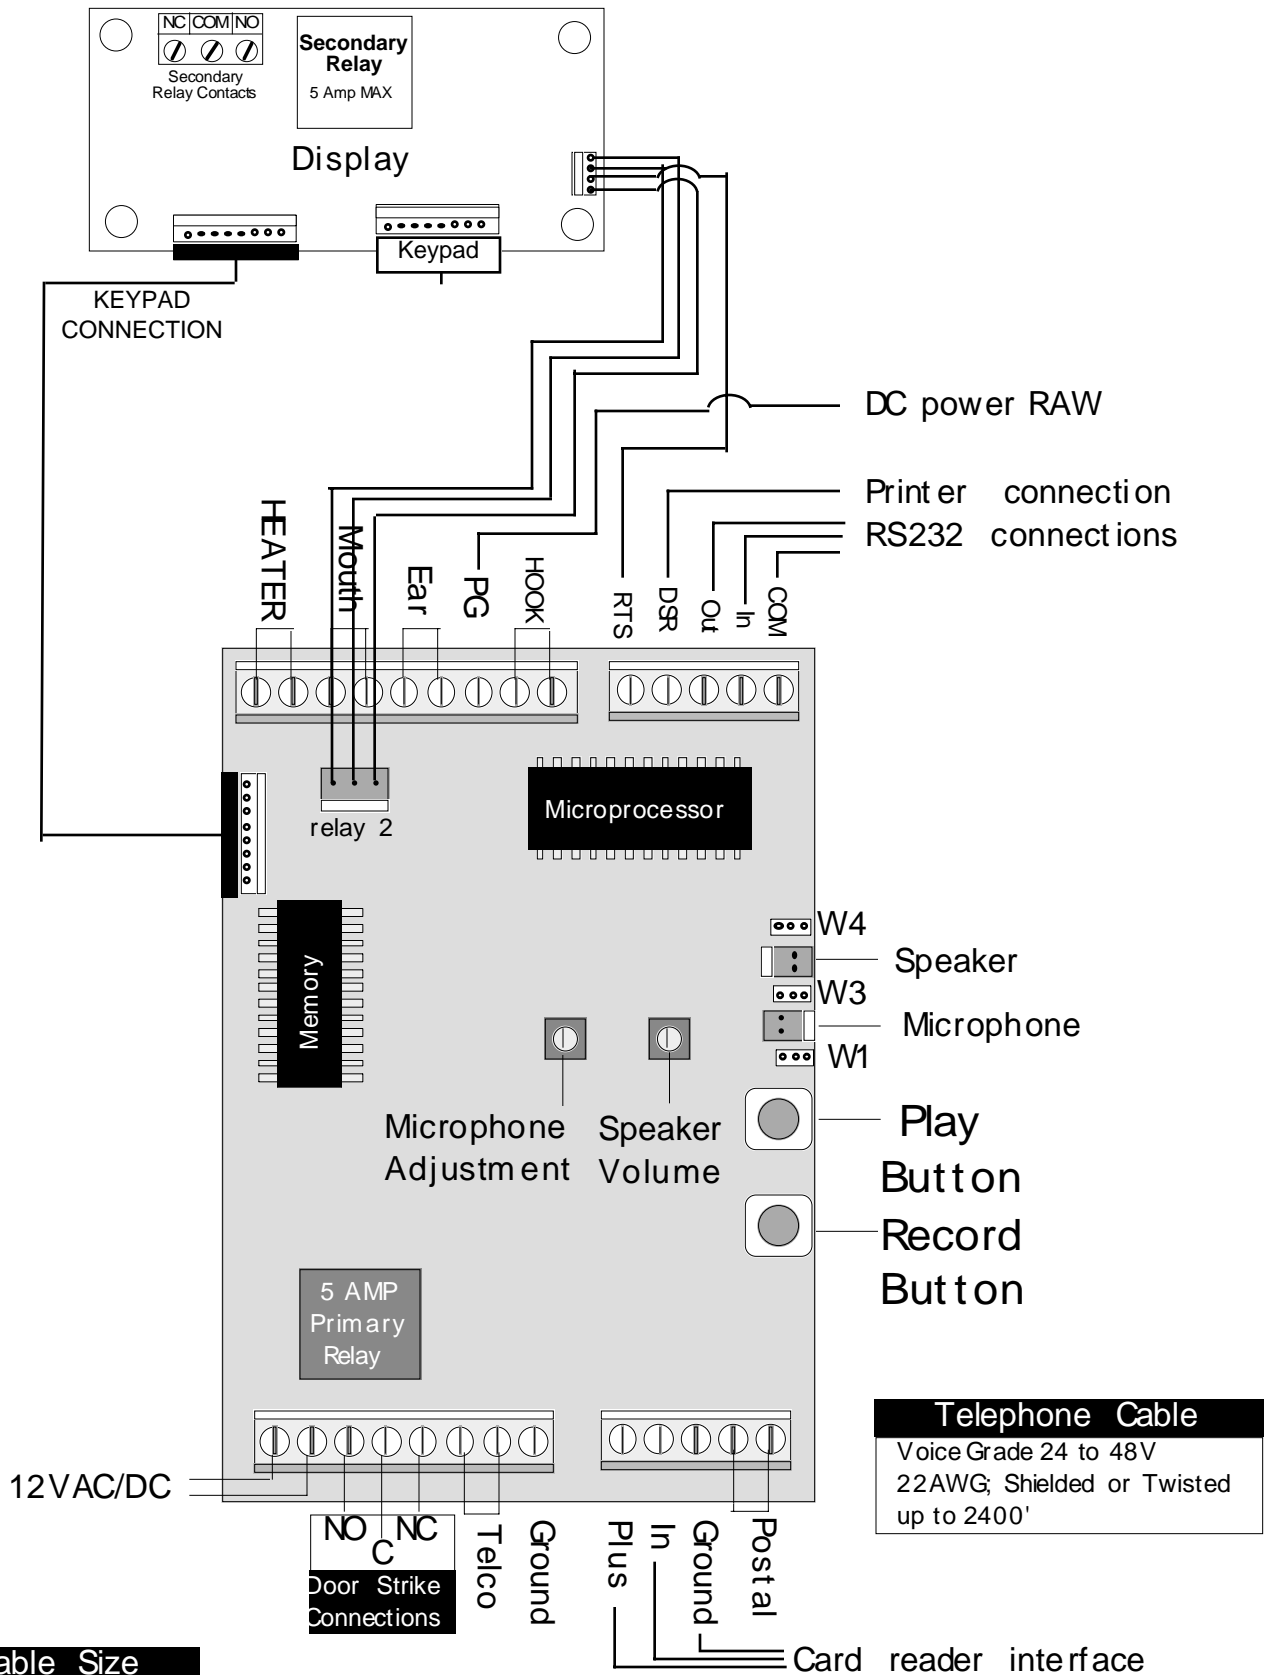 NC COM NO
Secondary
Relay Contacts
Secondary
Relay
5 Amp MAX
Display
Keypad
KEYPAD
CONNECTION
DC power RAW
Printer connection
RS232 connections
HEATER
Mouth
Ear
PG
HOOK
RTS
DSR
Out
In
COM
relay 2
Microprocessor
Memory
W4
Speaker
W3
Microphone
W1
Microphone
Adjustment
Speaker
Volume
Play
Button
Record
Button
5 AMP
Primary
Relay
Telephone Cable
Voice Grade 24 to 48V
22AWG; Shielded or Twisted
up to 2400'
12VAC/DC
NO
C
NC
Door Strike
Connections
Telco
Ground
Plus
In
Ground
Postal
Card reader interface
able Size